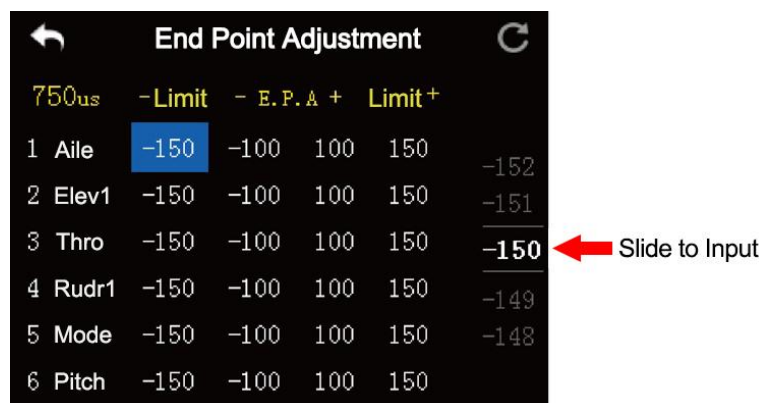 End Point Adjustment
750us -Limit - E.P.A + Limit+
1 Aile -150 -100 100 150
-152
2 Elev1 -150 -100 100 150
-151
3 Thro -150 -100 100 150
-150 Slide to Input
4 Rudr1 -150 -100 100 150
-149
5 Mode -150 -100 100 150
-148
6 Pitch -150 -100 100 150